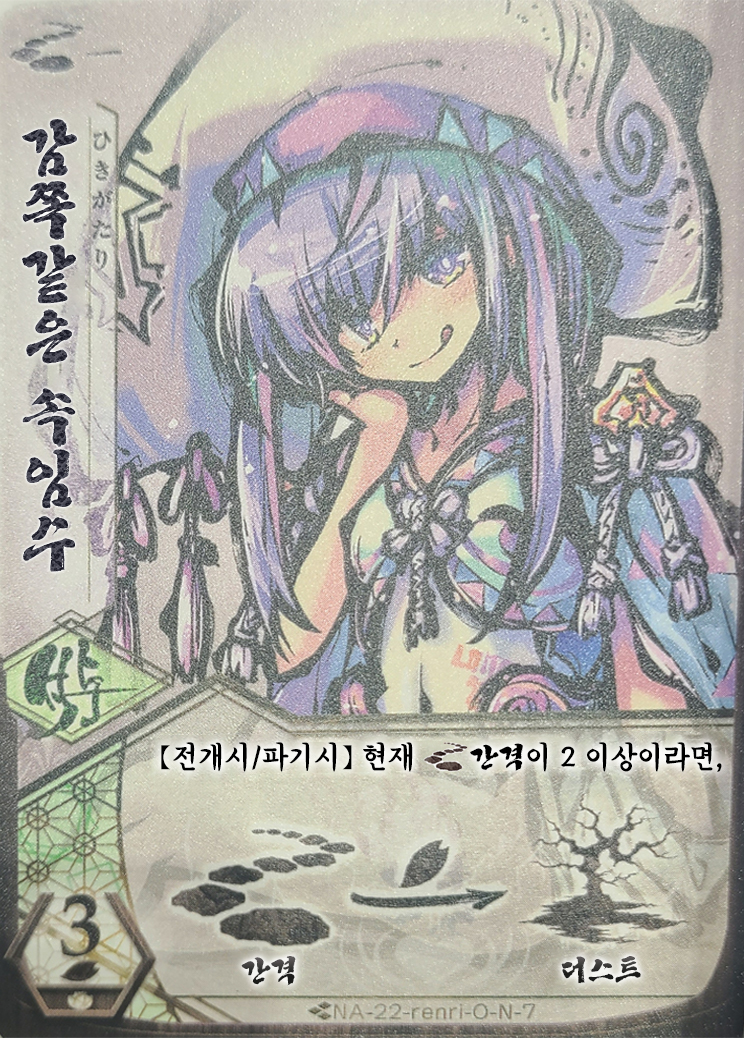 감쪽같은 속임수
ひきがたり
【전개시/파기시】 현재 간격이 2 이상이라면,
간격
더스트
3
NA-22-renri-O-N-7